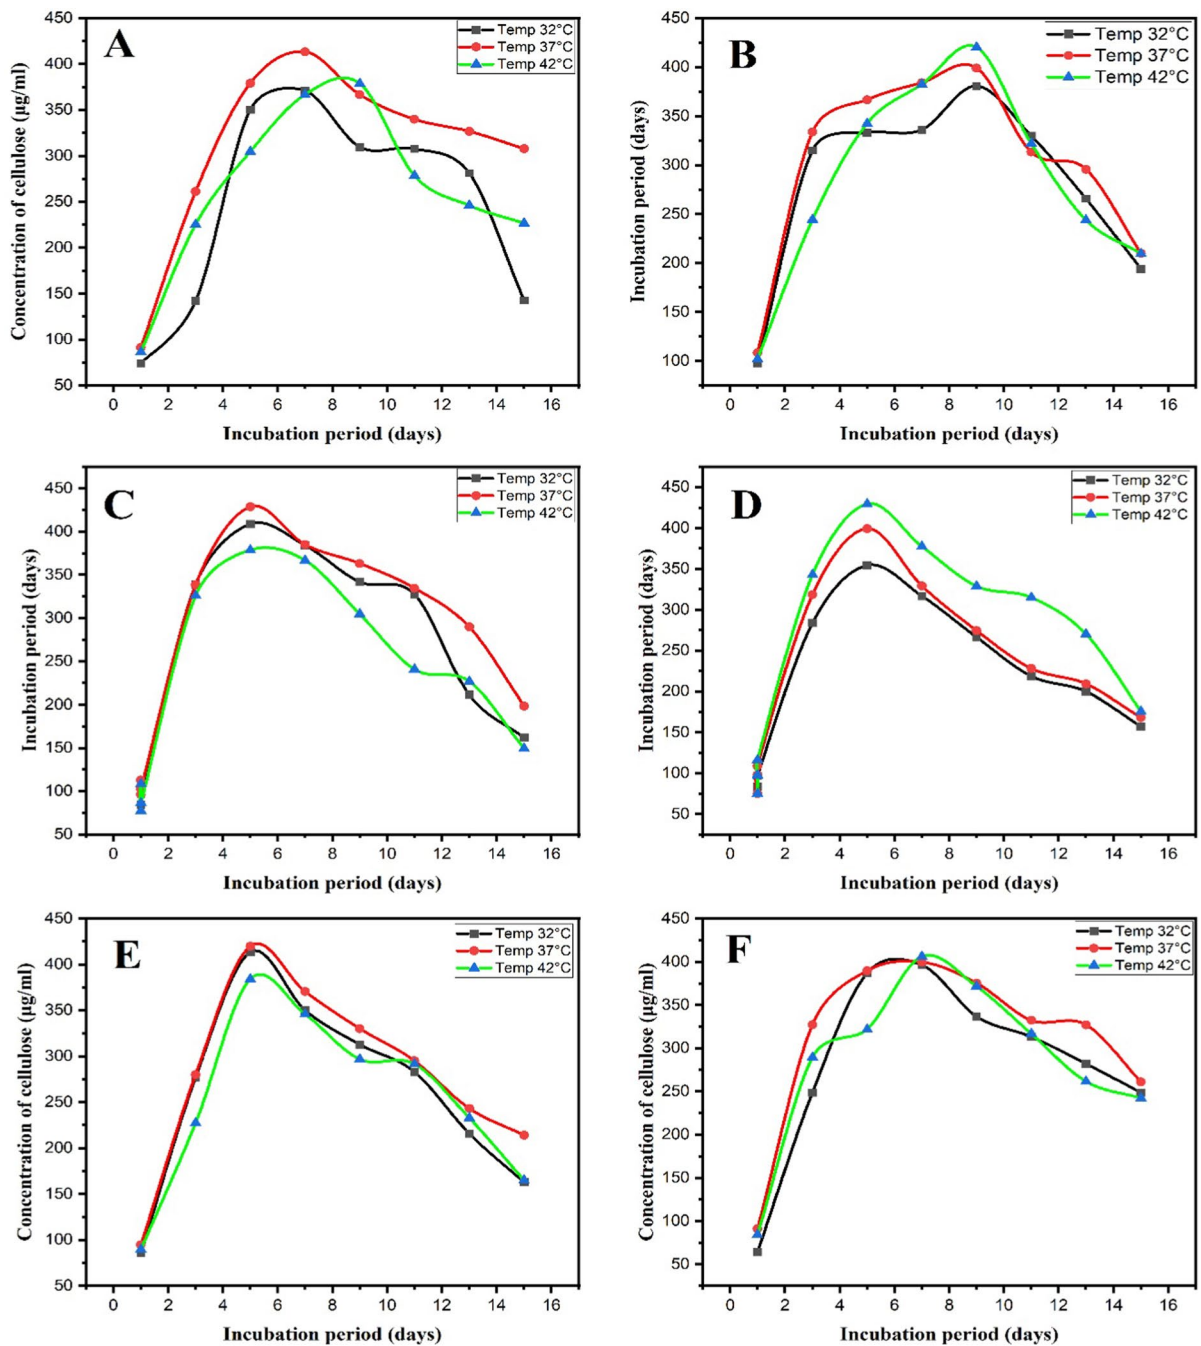 A
Temp 32°C
Temp 37°C
Temp 42°C
Concentration of cellulose (µg/ml)
450
400
350
300
250
200
150
100
50
0 2 4 6 8 10 12 14 16
Incubation period (days)
B
Temp 32°C
Temp 37°C
Temp 42°C
Incubation period (days)
450
400
350
300
250
200
150
100
0 2 4 6 8 10 12 14 16
Incubation period (days)
C
Temp 32°C
Temp 37°C
Temp 42°C
Incubation period (days)
450
400
350
300
250
200
150
100
50
0 2 4 6 8 10 12 14 16
Incubation period (days)
D
Temp 32°C
Temp 37°C
Temp 42°C
Incubation period (days)
450
400
350
300
250
200
150
100
50
0 2 4 6 8 10 12 14 16
Incubation period (days)
E
Temp 32°C
Temp 37°C
Temp 42°C
Concentration of cellulose (µg/ml)
450
400
350
300
250
200
150
100
50
0 2 4 6 8 10 12 14 16
Incubation period (days)
F
Temp 32°C
Temp 37°C
Temp 42°C
Concentration of cellulose (µg/ml)
450
400
350
300
250
200
150
100
50
0 2 4 6 8 10 12 14 16
Incubation period (days)